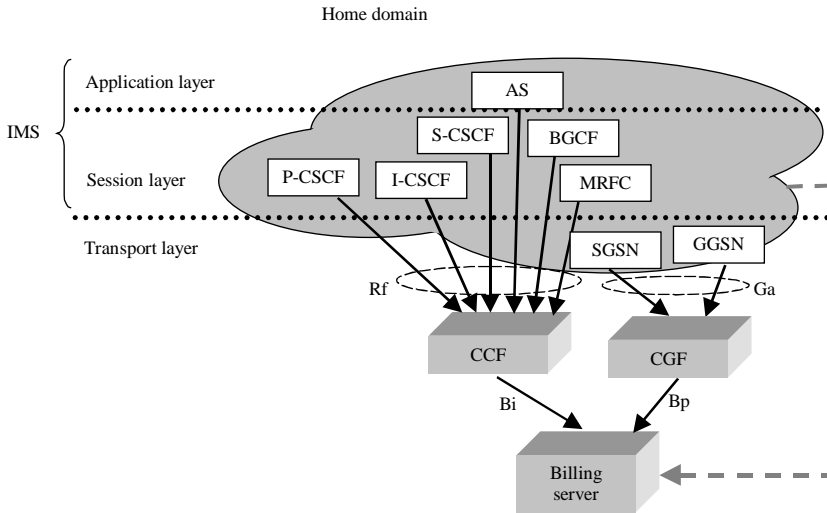 Home domain
Application layer
AS
IMS
S-CSCF
BGCF
Session layer
P-CSCF
I-CSCF
MRFC
Transport layer
SGSN
GGSN
Rf
Ga
CCF
CGF
Bi
Bp
Billing
server